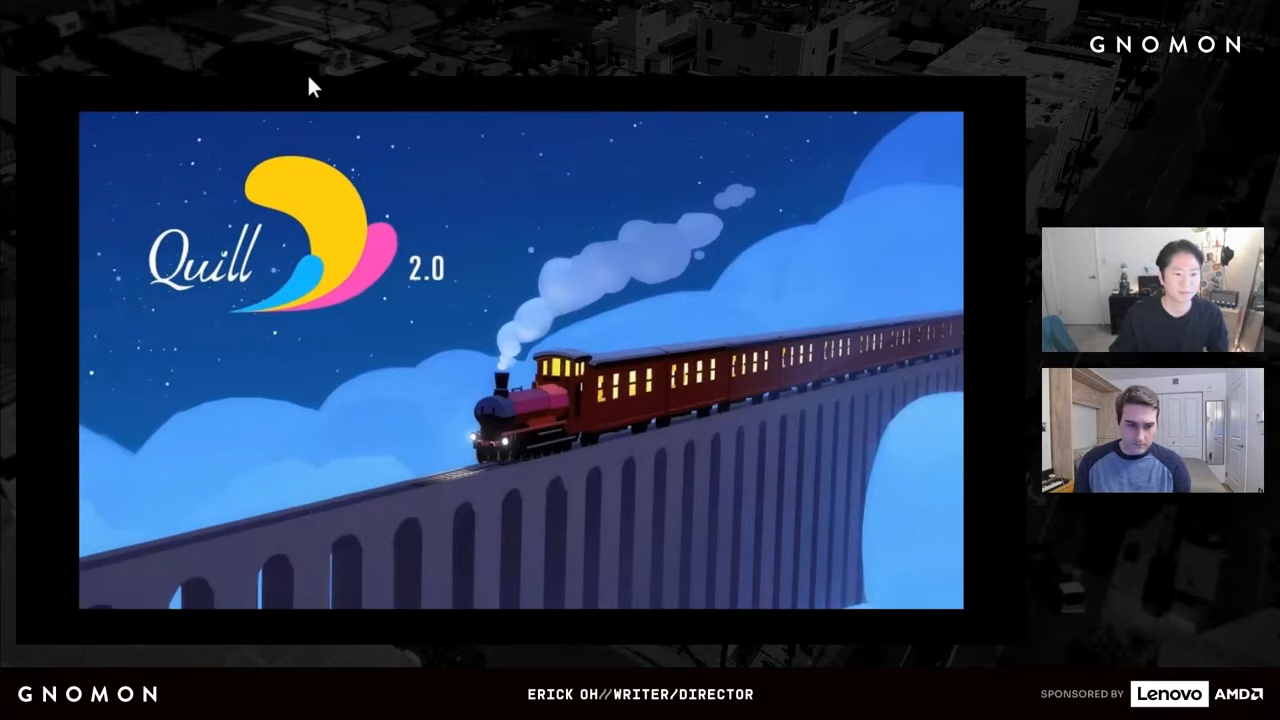 GNOMON
Quill
2.0
GNOMON
ERICK OH//WRITER/DIRECTOR
SPONSORED BY Lenovo AMD